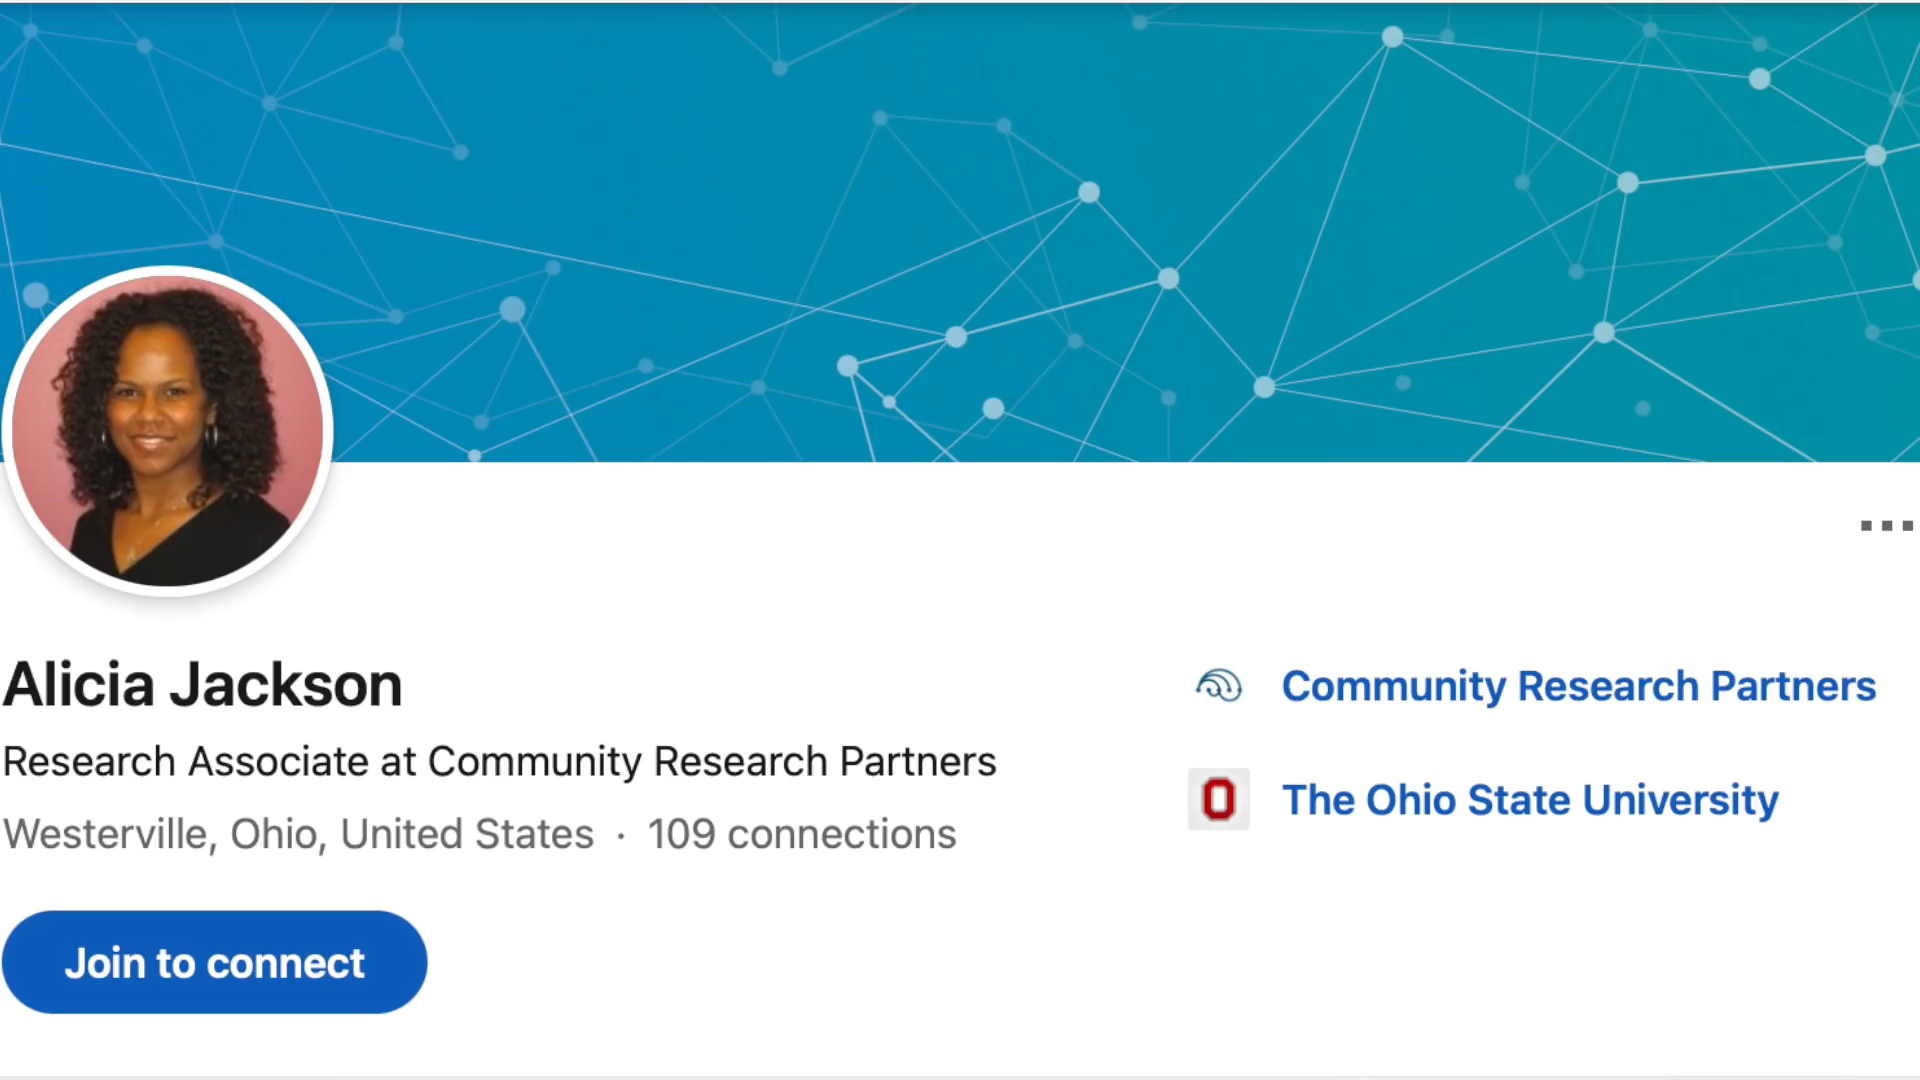 Alicia Jackson
Research Associate at Community Research Partners
Westerville, Ohio, United States · 109 connections
Join to connect
Community Research Partners
The Ohio State University